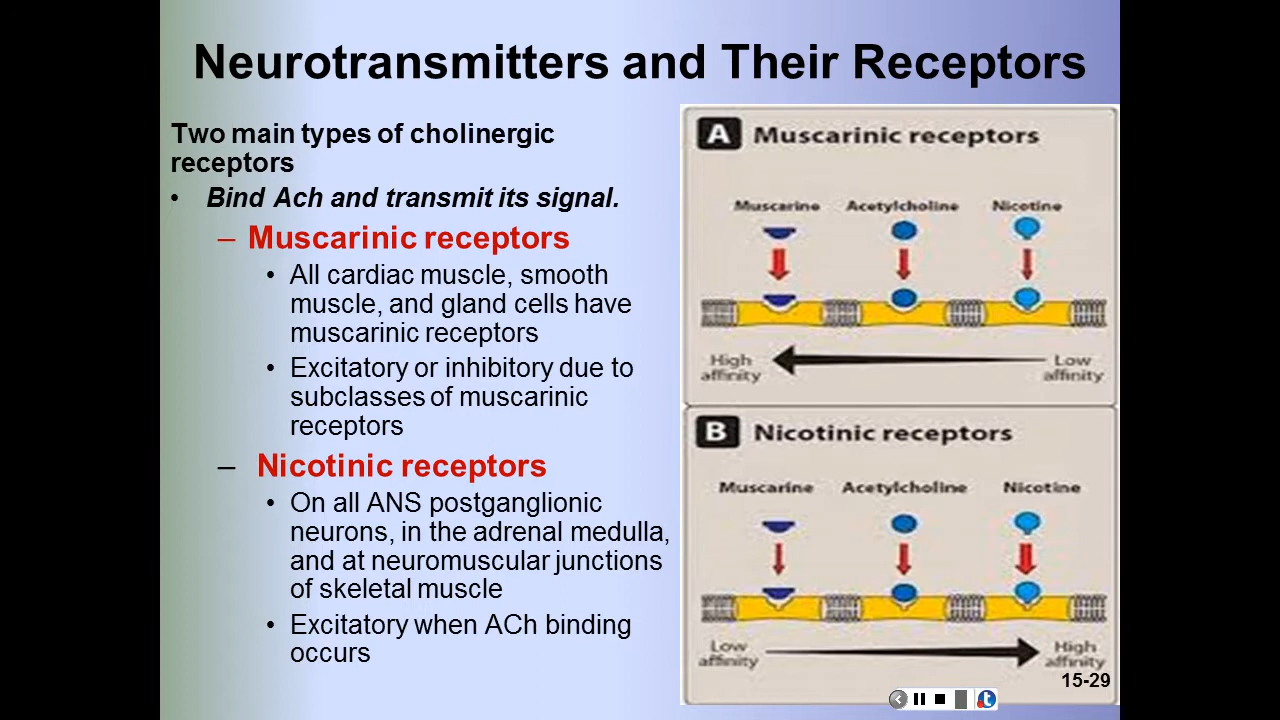 Neurotransmitters and Their Receptors
Two main types of cholinergic
receptors
• Bind Ach and transmit its signal.
– Muscarinic receptors
• All cardiac muscle, smooth
muscle, and gland cells have
muscarinic receptors
• Excitatory or inhibitory due to
subclasses of muscarinic
receptors
– Nicotinic receptors
• On all ANS postganglionic
neurons, in the adrenal medulla,
and at neuromuscular junctions
of skeletal muscle
• Excitatory when ACh binding
occurs
A Muscarinic receptors
Muscarine Acetylcholine Nicotine
High affinity
Low affinity
B Nicotinic receptors
Muscarine Acetylcholine Nicotine
Low affinity
High affinity
15-29
t